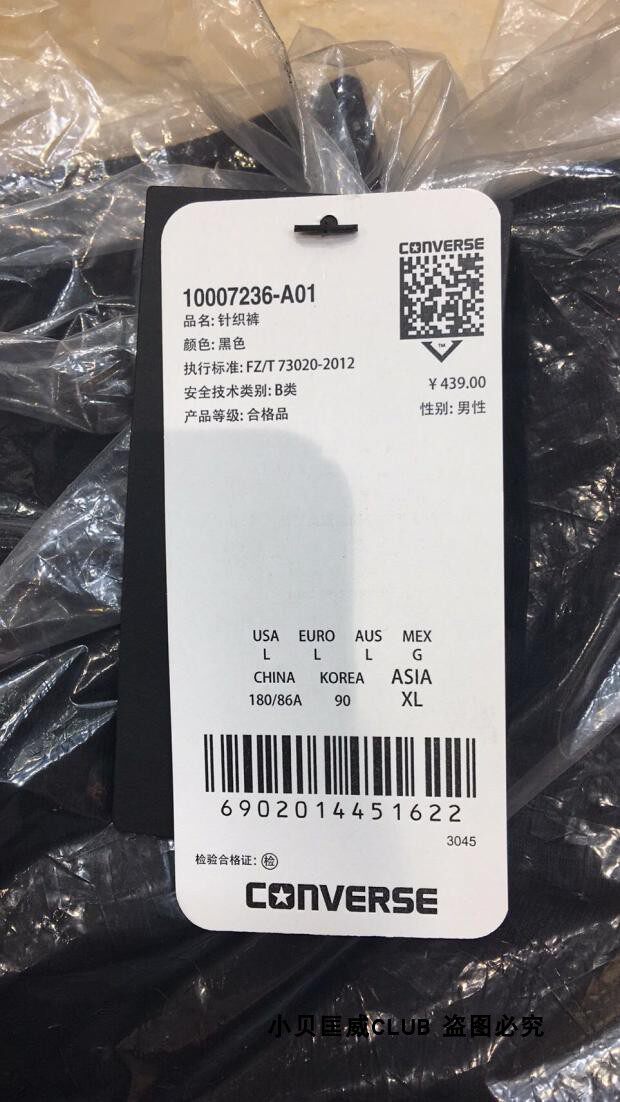 CONVERSE
10007236-A01
品名: 针织裤
颜色: 黑色
执行标准: FZ/T 73020-2012
安全技术类别: B类
产品等级: 合格品
TM
¥ 439.00
性别: 男性
USA EURO AUS MEX
L L L G
CHINA KOREA ASIA
180/86A 90 XL
6902014451622
3045
检验合格证: 检
CONVERSE
小贝匡威CLUB 盗图必究